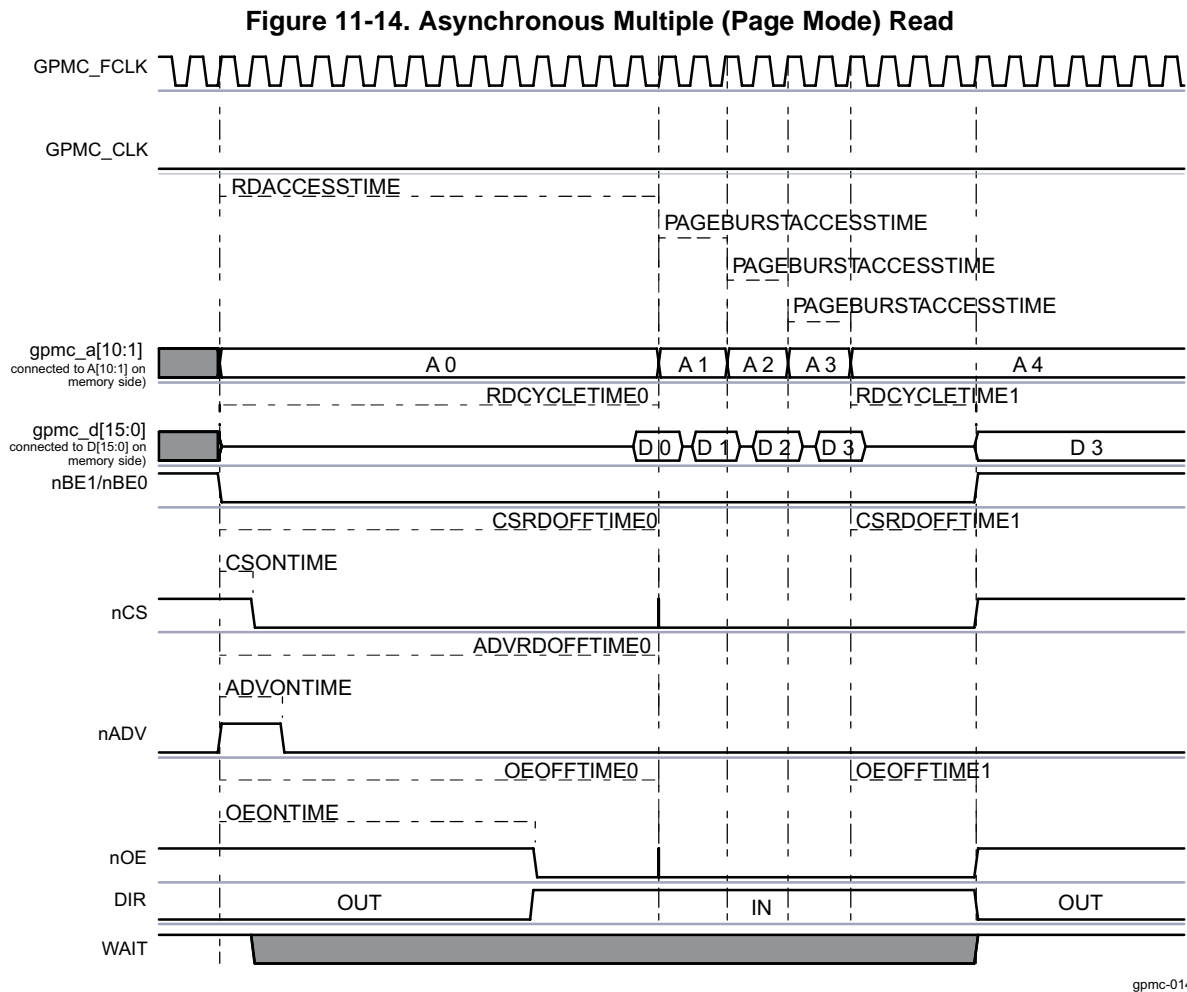 Figure 11-14. Asynchronous Multiple (Page Mode) Read
GPMC_FCLK
GPMC_CLK
RDACCESSTIME
PAGEBURSTACCESSTIME
PAGEBURSTACCESSTIME
PAGEBURSTACCESSTIME
gpmc_a[10:1]
connected to A[10:1] on
memory side)
A 0 A 1 A 2 A 3 A 4
RDCYCLETIME0 RDCYCLETIME1
gpmc_d[15:0]
connected to D[15:0] on
memory side)
D 0 D 1 D 2 D 3 D 3
nBE1/nBE0
CSRDOFFTIME0 CSRDOFFTIME1
CSONTIME
nCS
ADVRDOFFTIME0
ADVONTIME
nADV
OEOFFTIME0 OEOFFTIME1
OEONTIME
nOE
DIR OUT IN OUT
WAIT
gpmc-014